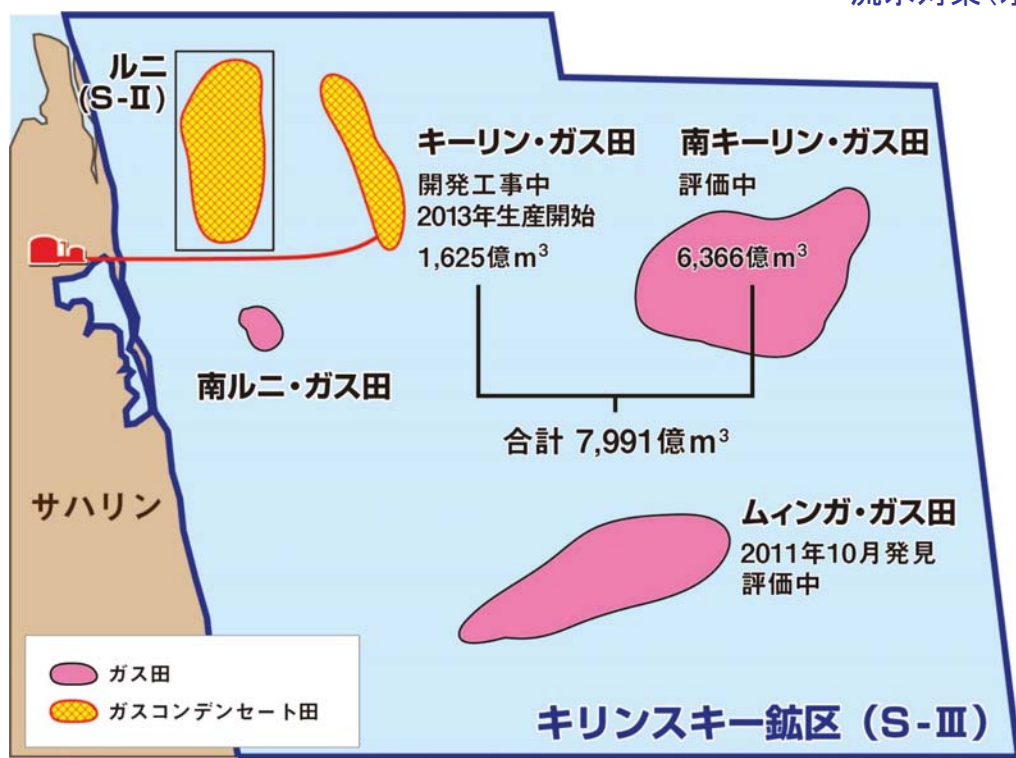 ルニ
(S-Ⅱ)
キーリン・ガス田
開発工事中
2013年生産開始
1,625億m³
南キーリン・ガス田
評価中
6,366億m³
南ルニ・ガス田
合計 7,991億m³
サハリン
ムィンガ・ガス田
2011年10月発見
評価中
ガス田
ガスコンデンセート田
キリンスキー鉱区 (S-Ⅲ)